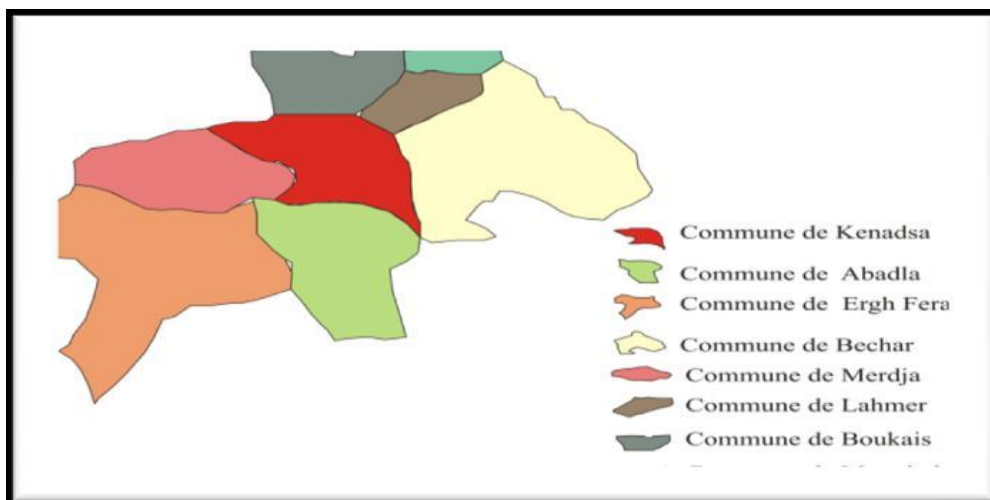 Commune de Kenadsa
Commune de Abadla
Commune de Ergh Fera
Commune de Bechar
Commune de Merdja
Commune de Lahmer
Commune de Boukais